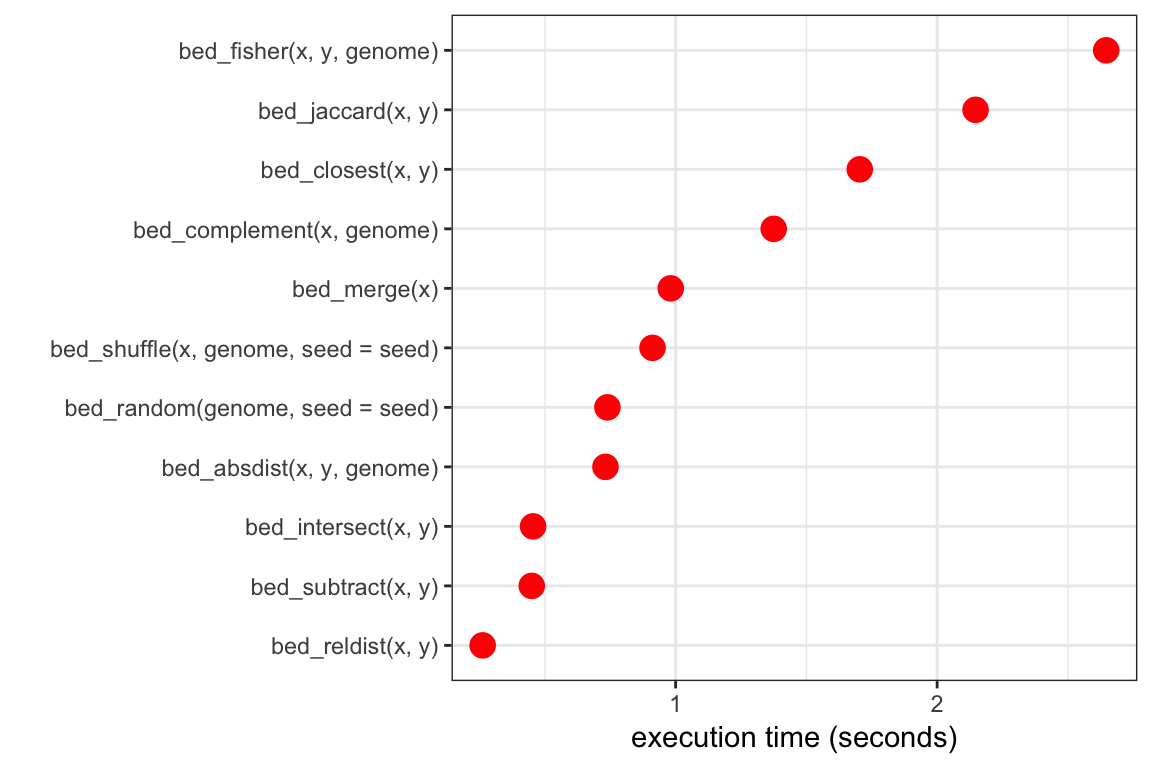 bed_fisher(x, y, genome)
bed_jaccard(x, y)
bed_closest(x, y)
bed_complement(x, genome)
bed_merge(x)
bed_shuffle(x, genome, seed = seed)
bed_random(genome, seed = seed)
bed_absdist(x, y, genome)
bed_intersect(x, y)
bed_subtract(x, y)
bed_reldist(x, y)
1 2
execution time (seconds)